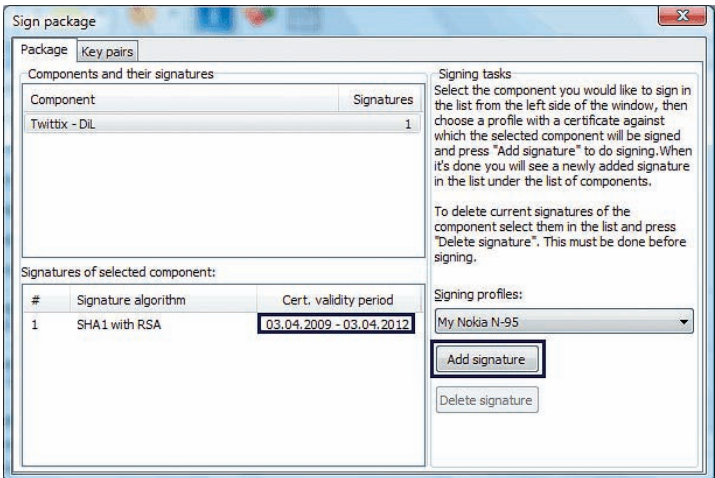 Sign package
Package
Key pairs
Components and their signatures
Component
Signatures
Twittix - DiL
1
Signatures of selected component:
#
Signature algorithm
Cert. validity period
1
SHA1 with RSA
03.04.2009 - 03.04.2012
Signing tasks
Select the component you would like to sign in
the list from the left side of the window, then
choose a profile with a certificate against
which the selected component will be signed
and press "Add signature" to do signing.When
it's done you will see a newly added signature
in the list under the list of components.
To delete current signatures of the
component select them in the list and press
"Delete signature". This must be done before
signing.
Signing profiles:
My Nokia N-95
Add signature
Delete signature